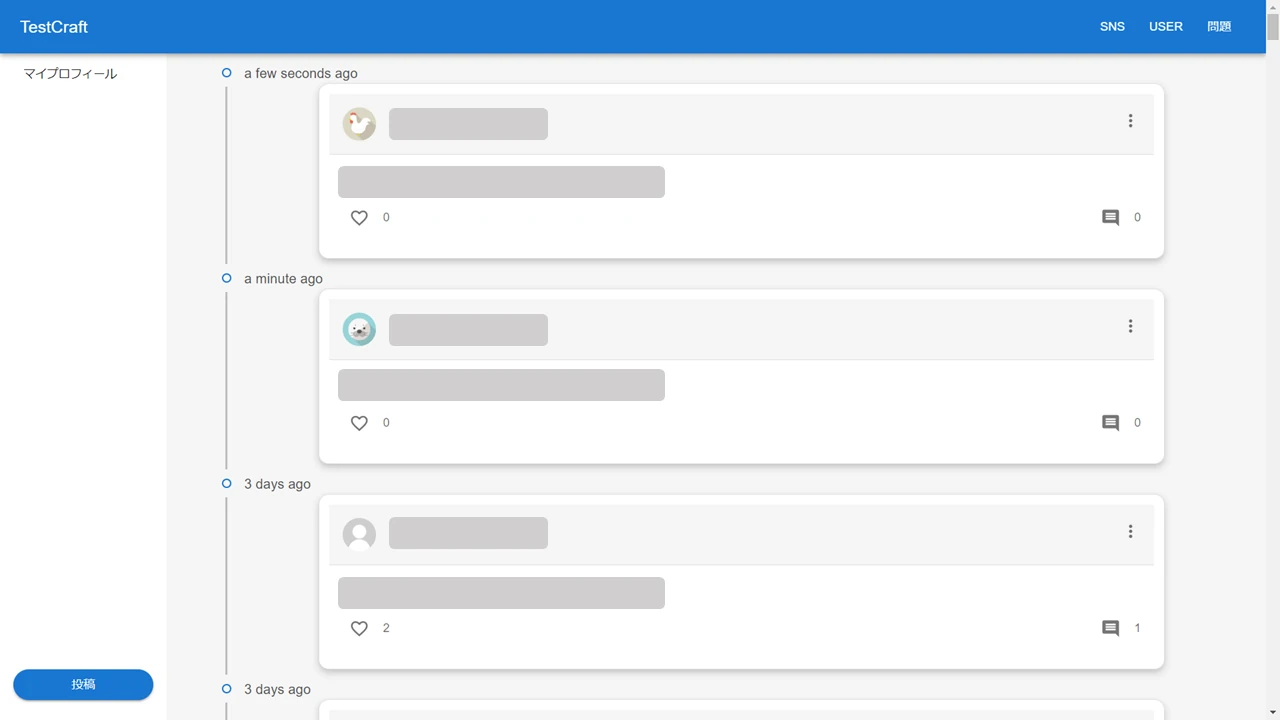 TestCraft
SNS USER 問題
マイプロフィール
a few seconds ago
0 0
a minute ago
0 0
3 days ago
2 1
3 days ago
投稿